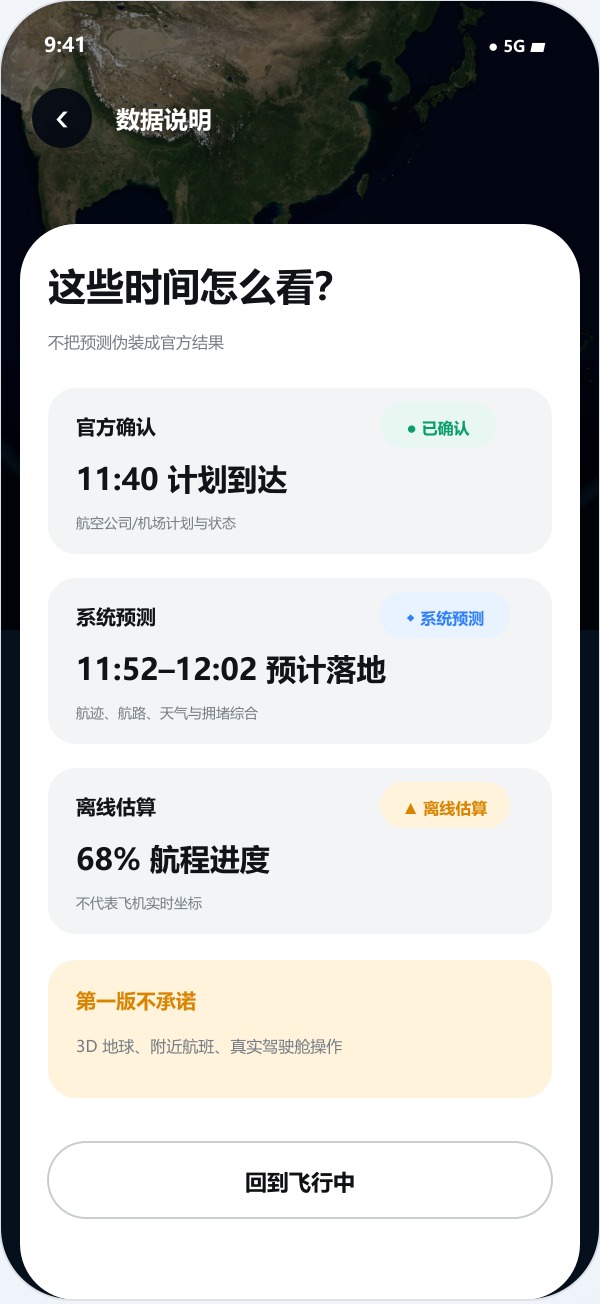 9:41
● 5G
‹ 数据说明
这些时间怎么看?
不把预测伪装成官方结果
官方确认
● 已确认
11:40 计划到达
航空公司/机场计划与状态
系统预测
◆ 系统预测
11:52–12:02 预计落地
航迹、航路、天气与拥堵综合
离线估算
▲ 离线估算
68% 航程进度
不代表飞机实时坐标
第一版不承诺
3D 地球、附近航班、真实驾驶舱操作
回到飞行中